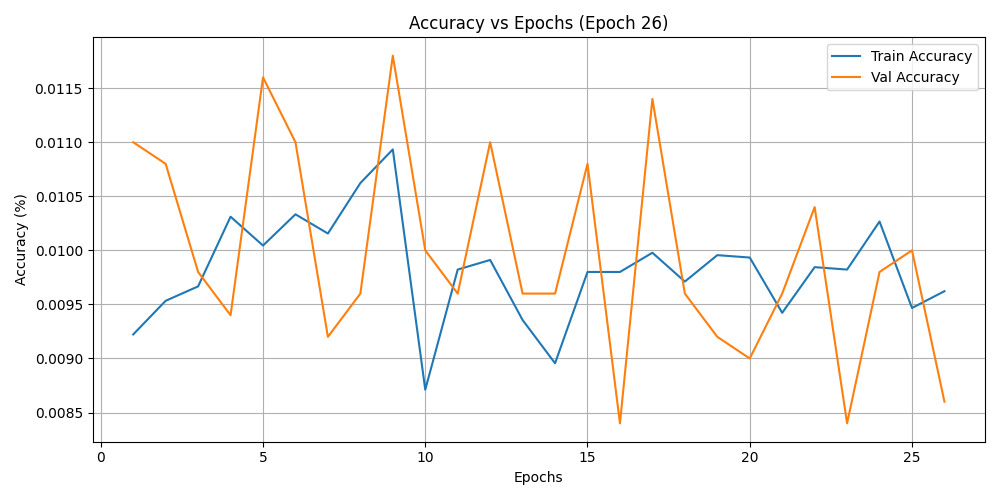 Accuracy vs Epochs (Epoch 26)
Train Accuracy
Val Accuracy
Accuracy (%)
0.0115
0.0110
0.0105
0.0100
0.0095
0.0090
0.0085
0 5 10 15 20 25
Epochs